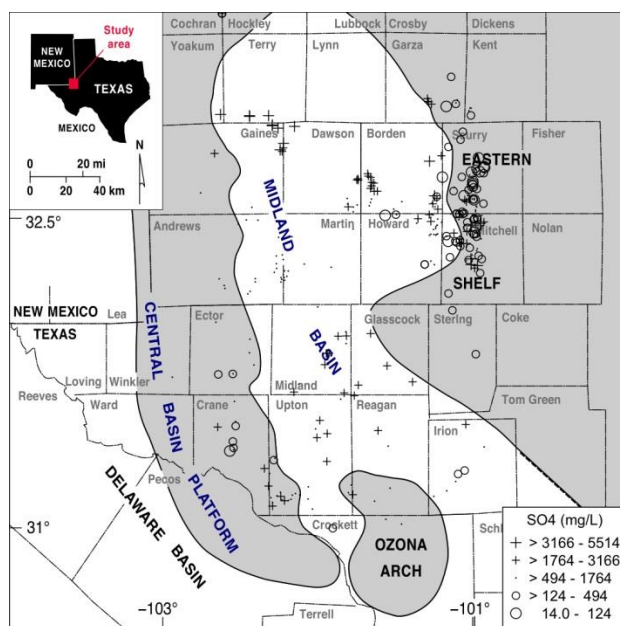 Cochran
Hockley
Lubbock
Crosby
Dickens
Yoakum
Terry
Lynn
Garza
Kent
NEW
MEXICO
Study
area
TEXAS
MEXICO
N
0 20 mi
0 20 40 km
Gaines
Dawson
Borden
Scurry
Fisher
EASTERN
MIDLAND
32.5°
Andrews
Martin
Howard
Mitchell
Nolan
SHELF
NEW MEXICO
TEXAS
Lea
CENTRAL
Ector
Glasscock
Sterling
Coke
BASIN
Loving
Winkler
Midland
Reeves
Ward
BASIN
Crane
Upton
Reagan
Tom Green
Irion
DELAWARE BASIN
Pecos
PLATFORM
31°
Crockett
OZONA
ARCH
Schl
SO4 (mg/L)
> 3166 - 5514
> 1764 - 3166
> 494 - 1764
> 124 - 494
14.0 - 124
−103°
−101°
Terrell